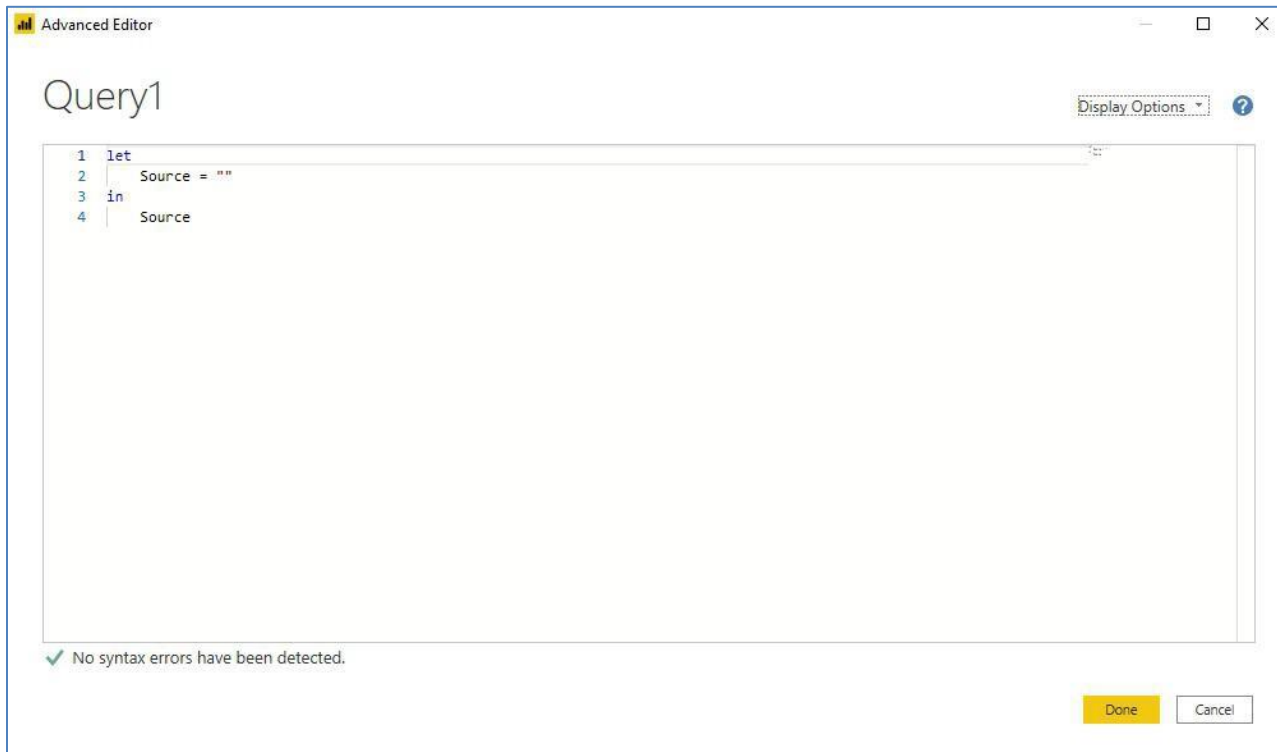 Advanced Editor
Query1
Display Options
?
1 let
2 Source = ""
3 in
4 Source
No syntax errors have been detected.
Done
Cancel